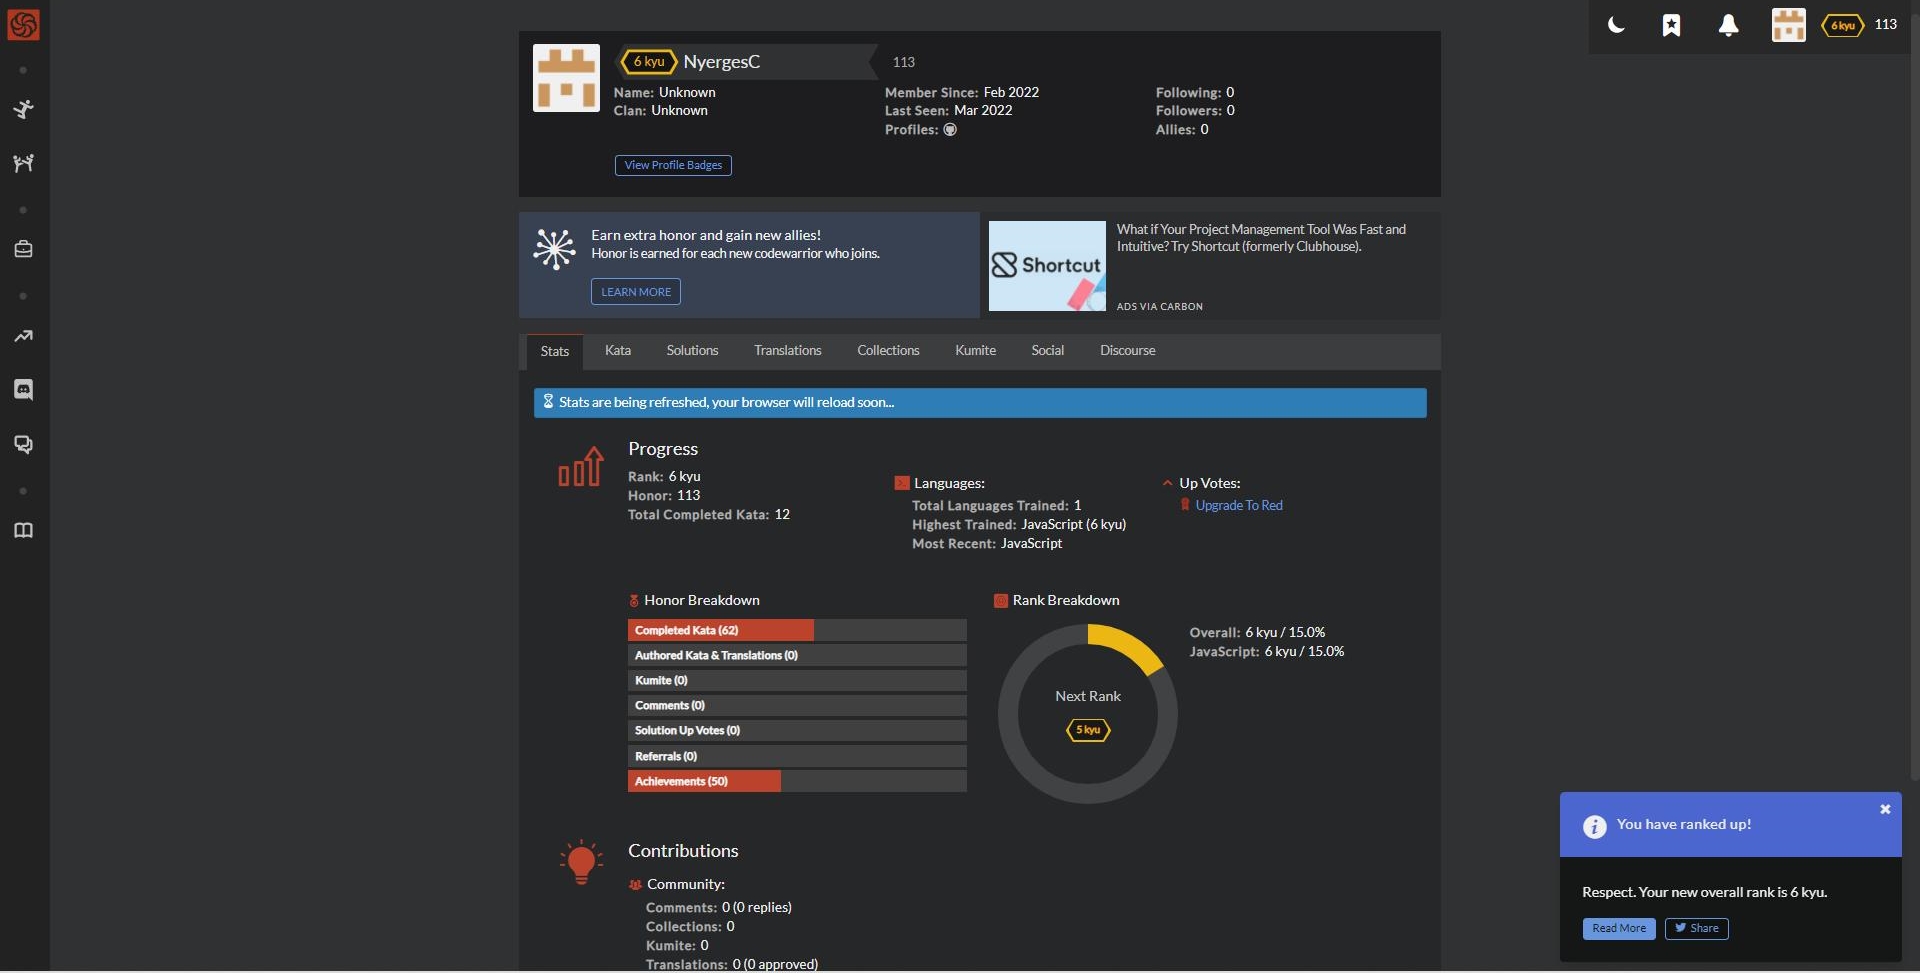 6 kyu 113
6 kyu NyergesC 113
Name: Unknown
Clan: Unknown
Member Since: Feb 2022
Last Seen: Mar 2022
Profiles:
Following: 0
Followers: 0
Allies: 0
View Profile Badges
Earn extra honor and gain new allies!
Honor is earned for each new codewarrior who joins.
LEARN MORE
Shortcut
What if Your Project Management Tool Was Fast and
Intuitive? Try Shortcut (formerly Clubhouse).
ADS VIA CARBON
Stats Kata Solutions Translations Collections Kumite Social Discourse
Stats are being refreshed, your browser will reload soon...
Progress
Rank: 6 kyu
Honor: 113
Total Completed Kata: 12
Languages:
Total Languages Trained: 1
Highest Trained: JavaScript (6 kyu)
Most Recent: JavaScript
Up Votes:
Upgrade To Red
Honor Breakdown
Completed Kata (62)
Authored Kata & Translations (0)
Kumite (0)
Comments (0)
Solution Up Votes (0)
Referrals (0)
Achievements (50)
Rank Breakdown
Next Rank
5 kyu
Overall: 6 kyu / 15.0%
JavaScript: 6 kyu / 15.0%
Contributions
Community:
Comments: 0 (0 replies)
Collections: 0
Kumite: 0
Translations: 0 (0 approved)
You have ranked up!
Respect. Your new overall rank is 6 kyu.
Read More Share